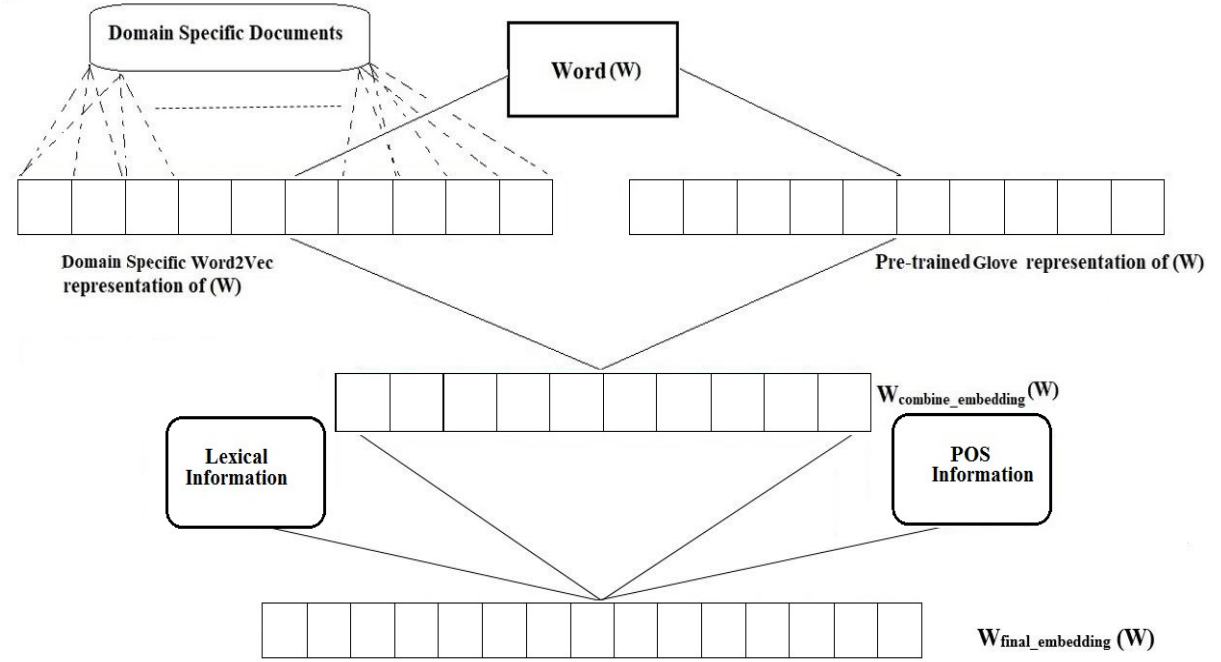 Domain Specific Documents
Word (W)
Domain Specific Word2Vec
representation of (W)
Pre-trained Glove representation of (W)
Wcombine_embedding (W)
Lexical
Information
POS
Information
Wfinal_embedding (W)